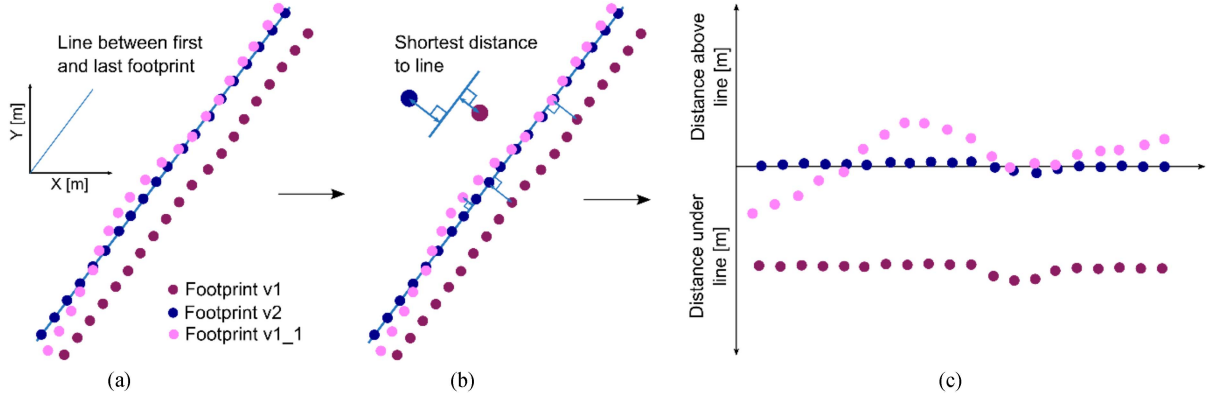 Line between first
and last footprint
Y [m]
X [m]
Footprint v1
Footprint v2
Footprint v1_1
(a)
Shortest distance
to line
(b)
Distance above
line [m]
Distance under
line [m]
(c)